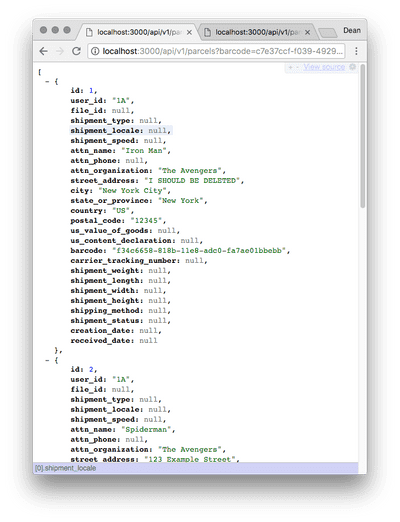 localhost:3000/api/v1/par
localhost:3000/api/v1/parc
Dean
localhost:3000/api/v1/parcels?barcode=c7e37ccf-f039-4929...
+ - View source
[
- {
id: 1,
user_id: "1A",
file_id: null,
shipment_type: null,
shipment_locale: null,
shipment_speed: null,
attn_name: "Iron Man",
attn_phone: null,
attn_organization: "The Avengers",
street_address: "I SHOULD BE DELETED",
city: "New York City",
state_or_province: "New York",
country: "US",
postal_code: "12345",
us_value_of_goods: null,
us_content_declaration: null,
barcode: "f34c6658-818b-11e8-adc0-fa7ae01bbebb",
carrier_tracking_number: null,
shipment_weight: null,
shipment_length: null,
shipment_width: null,
shipment_height: null,
shipping_method: null,
shipment_status: null,
creation_date: null,
received_date: null
},
- {
id: 2,
user_id: "1A",
file_id: null,
shipment_type: null,
shipment_locale: null,
shipment_speed: null,
attn_name: "Spiderman",
attn_phone: null,
attn_organization: "The Avengers",
street_address: "123 Example Street",
[0].shipment_locale